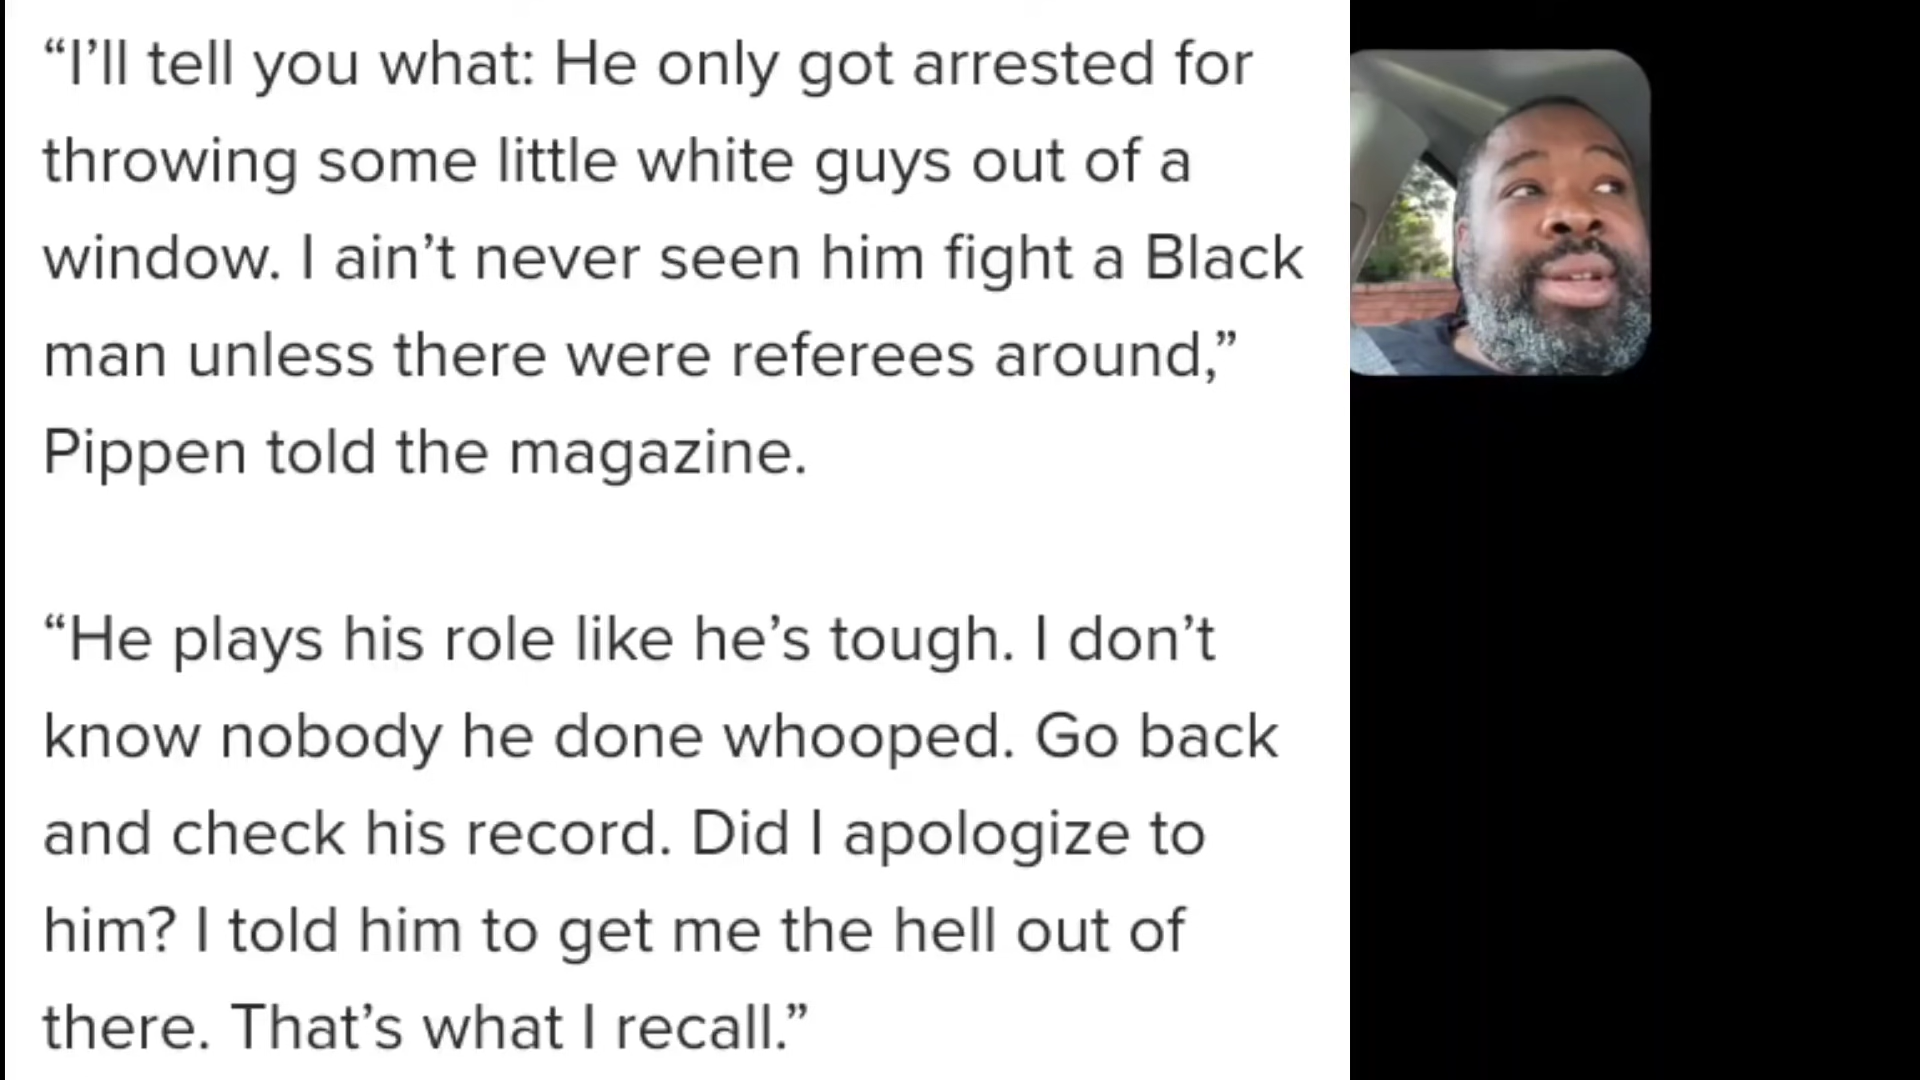 “I’ll tell you what: He only got arrested for
throwing some little white guys out of a
window. I ain’t never seen him fight a Black
man unless there were referees around,”
Pippen told the magazine.
“He plays his role like he’s tough. I don’t
know nobody he done whooped. Go back
and check his record. Did I apologize to
him? I told him to get me the hell out of
there. That’s what I recall.”